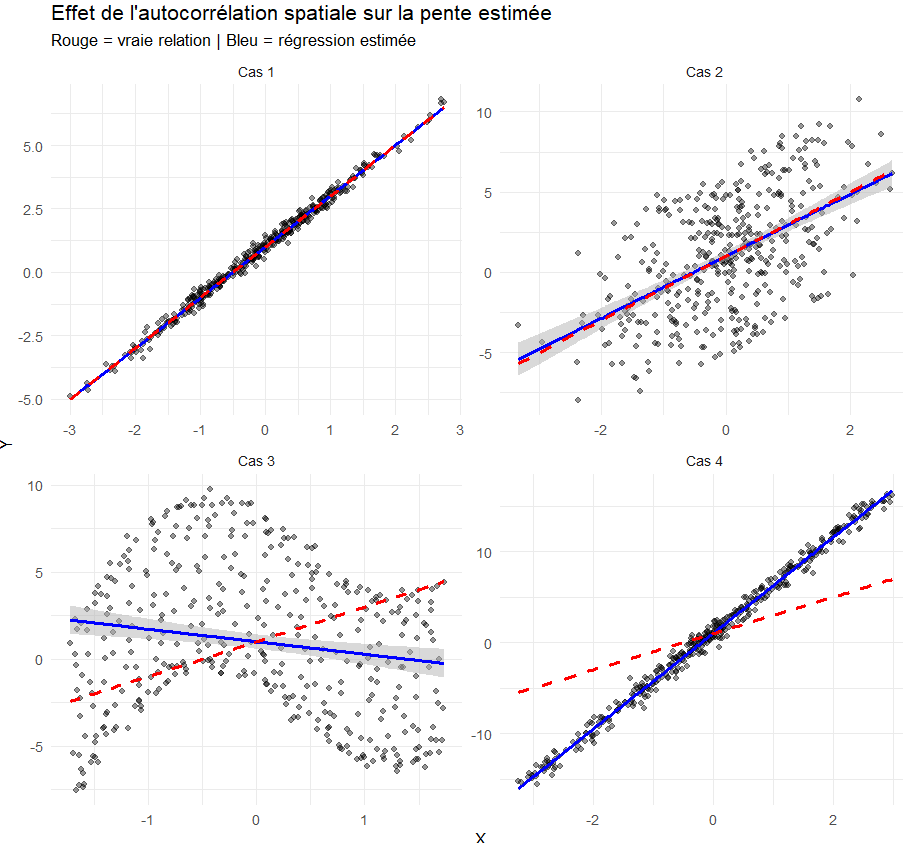 Effet de l'autocorrélation spatiale sur la pente estimée
Rouge = vraie relation | Bleu = régression estimée
Cas 1
5.0
2.5
0.0
-2.5
-5.0
-3 -2 -1 0 1 2 3
Cas 2
10
5
0
-5
-2 0 2
Y
Cas 3
10
5
0
-5
-1 0 1
Cas 4
10
0
-10
-2 0 2
X